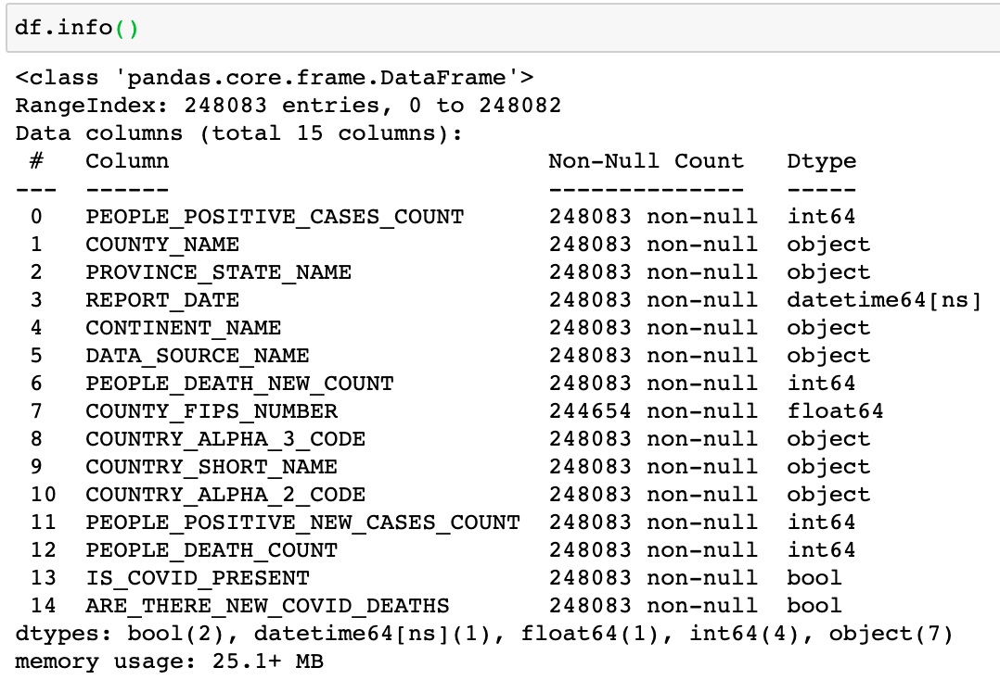 df.info()
<class 'pandas.core.frame.DataFrame'>
RangeIndex: 248083 entries, 0 to 248082
Data columns (total 15 columns):
 #   Column                           Non-Null Count   Dtype
---  ------                           --------------   -----
 0   PEOPLE_POSITIVE_CASES_COUNT      248083 non-null  int64
 1   COUNTY_NAME                      248083 non-null  object
 2   PROVINCE_STATE_NAME              248083 non-null  object
 3   REPORT_DATE                      248083 non-null  datetime64[ns]
 4   CONTINENT_NAME                   248083 non-null  object
 5   DATA_SOURCE_NAME                 248083 non-null  object
 6   PEOPLE_DEATH_NEW_COUNT           248083 non-null  int64
 7   COUNTY_FIPS_NUMBER               244654 non-null  float64
 8   COUNTRY_ALPHA_3_CODE             248083 non-null  object
 9   COUNTRY_SHORT_NAME               248083 non-null  object
 10  COUNTRY_ALPHA_2_CODE             248083 non-null  object
 11  PEOPLE_POSITIVE_NEW_CASES_COUNT  248083 non-null  int64
 12  PEOPLE_DEATH_COUNT               248083 non-null  int64
 13  IS_COVID_PRESENT                 248083 non-null  bool
 14  ARE_THERE_NEW_COVID_DEATHS       248083 non-null  bool
dtypes: bool(2), datetime64[ns](1), float64(1), int64(4), object(7)
memory usage: 25.1+ MB